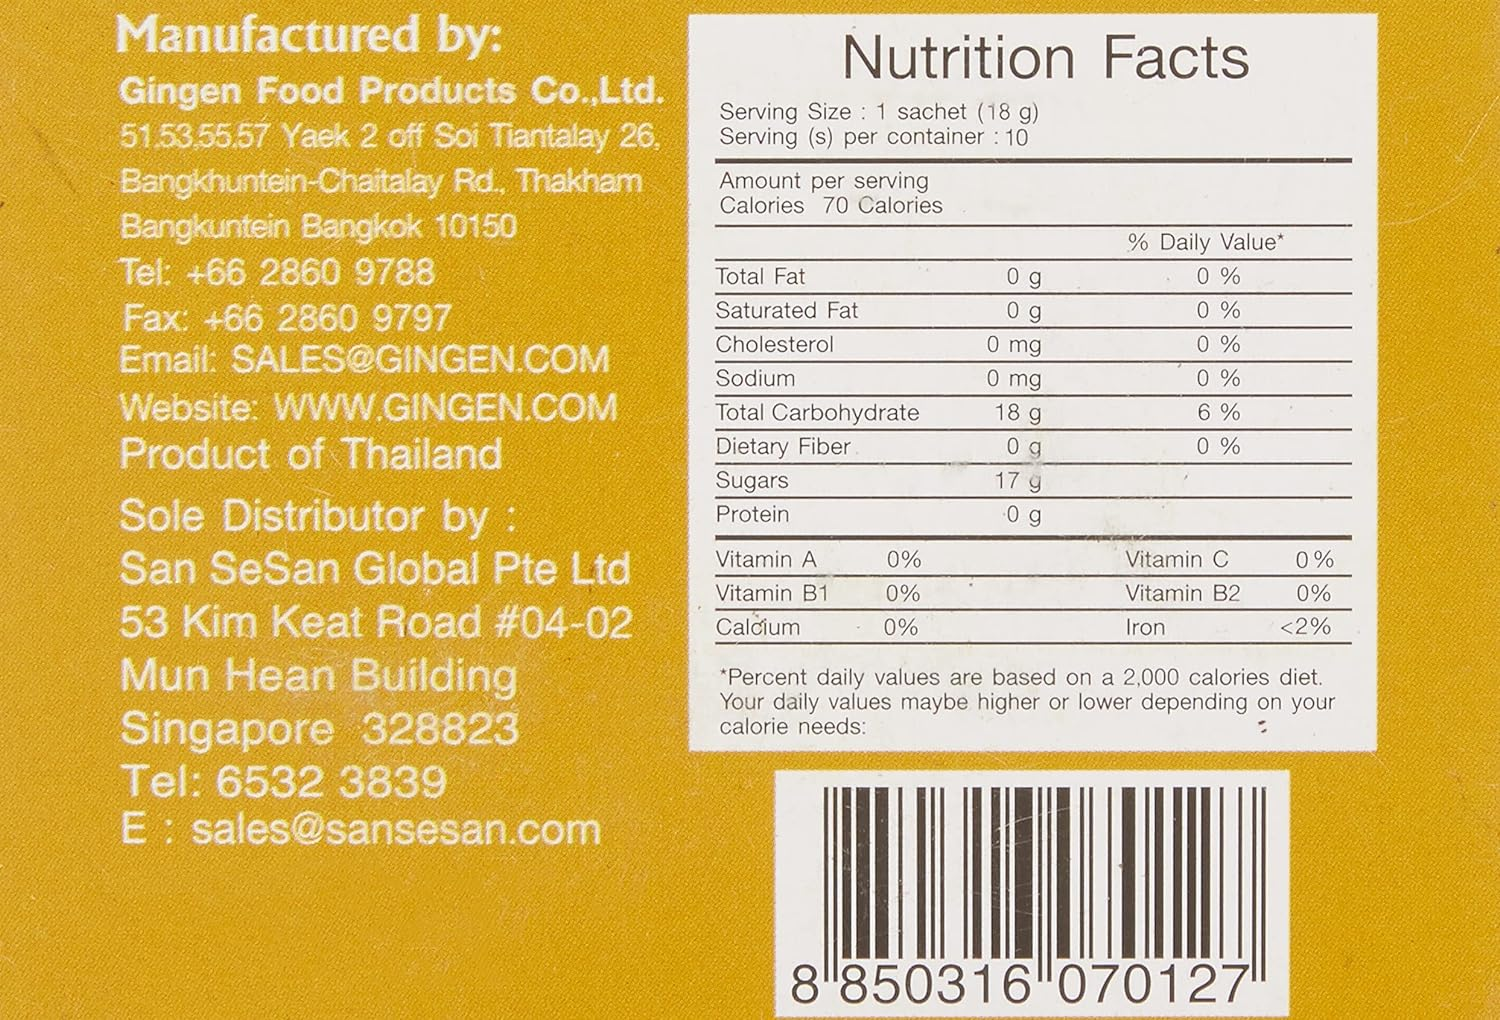 Manufactured by:
Gingen Food Products Co.,Ltd.
51.53.55.57 Yaek 2 off Soi Tiantalay 26,
Bangkhuntein-Chaitalay Rd., Thakham
Bangkuntein Bangkok 10150
Tel: +66 2860 9788
Fax: +66 2860 9797
Email: SALES@GINGEN.COM
Website: WWW.GINGEN.COM
Product of Thailand
Sole Distributor by :
San SeSan Global Pte Ltd
53 Kim Keat Road #04-02
Mun Hean Building
Singapore 328823
Tel: 6532 3839
E : sales@sansesan.com
Nutrition Facts
Serving Size : 1 sachet (18 g)
Serving (s) per container : 10
Amount per serving
Calories 70 Calories
% Daily Value*
Total Fat 0 g 0 %
Saturated Fat 0 g 0 %
Cholesterol 0 mg 0 %
Sodium 0 mg 0 %
Total Carbohydrate 18 g 6 %
Dietary Fiber 0 g 0 %
Sugars 17 g
Protein 0 g
Vitamin A 0% Vitamin C 0%
Vitamin B1 0% Vitamin B2 0%
Calcium 0% Iron <2%
*Percent daily values are based on a 2,000 calories diet.
Your daily values maybe higher or lower depending on your
calorie needs:
8 850316 070127